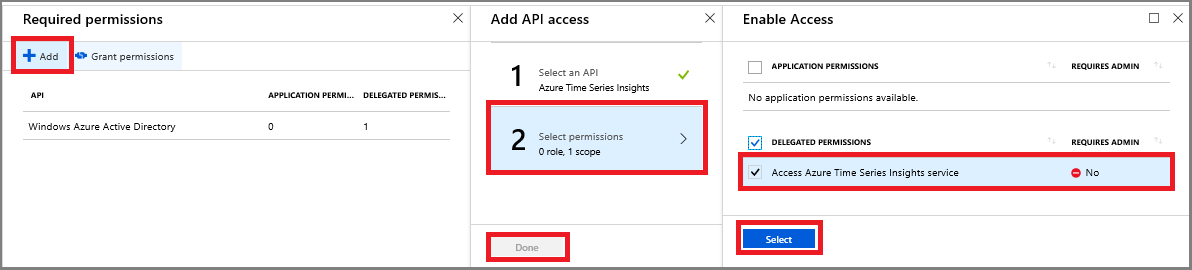 Required permissions
Add
Grant permissions
API APPLICATION PERMI... DELEGATED PERMIS...
Windows Azure Active Directory 0 1
Add API access
1 Select an API
Azure Time Series Insights
2 Select permissions
0 role, 1 scope
Done
Enable Access
APPLICATION PERMISSIONS REQUIRES ADMIN
No application permissions available.
DELEGATED PERMISSIONS REQUIRES ADMIN
Access Azure Time Series Insights service No
Select